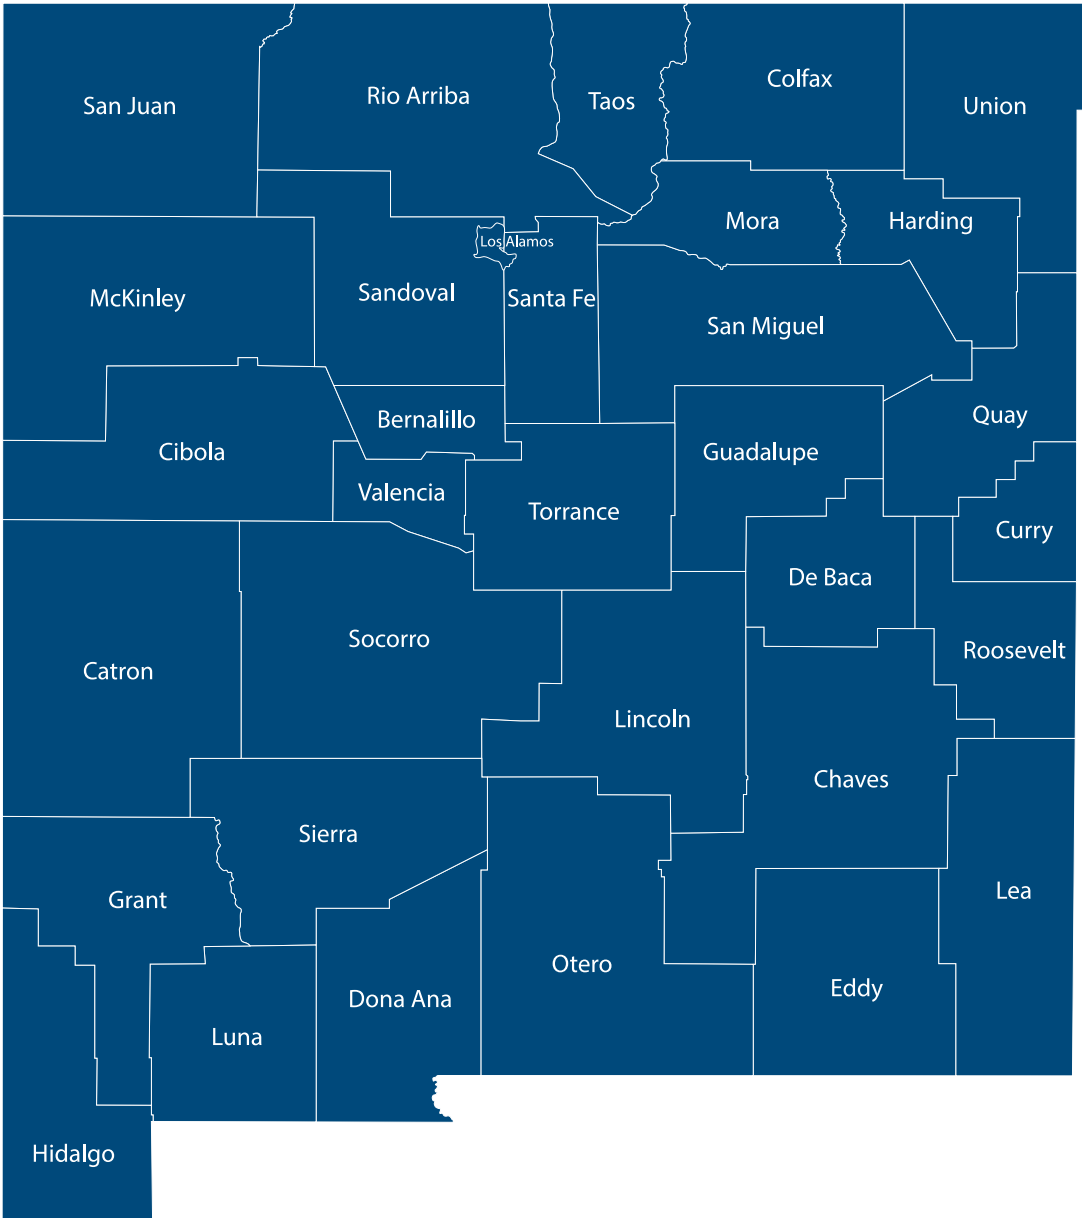 San Juan
Rio Arriba
Taos
Colfax
Union
Mora
Harding
Los Alamos
McKinley
Sandoval
Santa Fe
San Miguel
Quay
Bernalillo
Cibola
Guadalupe
Valencia
Torrance
Curry
De Baca
Socorro
Roosevelt
Catron
Lincoln
Chaves
Sierra
Grant
Lea
Otero
Eddy
Dona Ana
Luna
Hidalgo